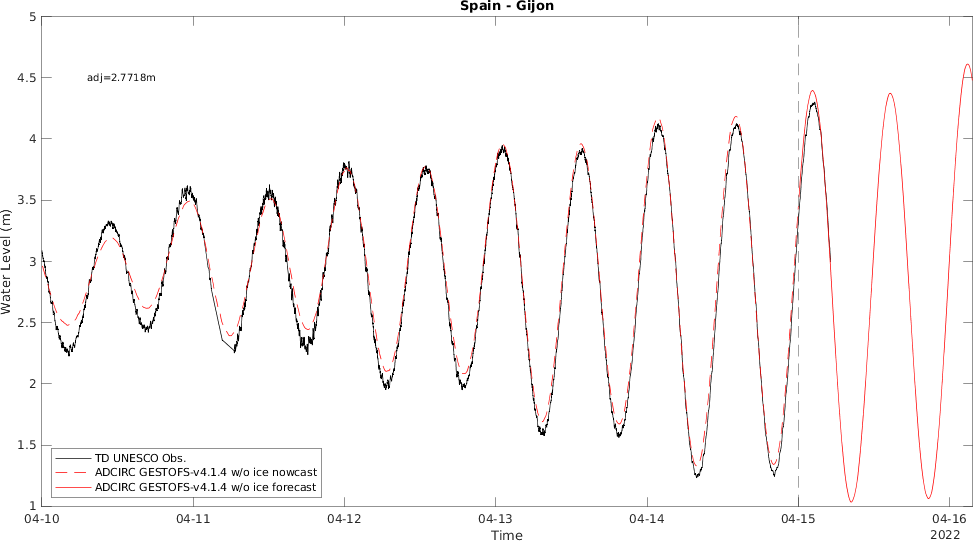 Spain - Gijon
5
4.5
4
3.5
3
2.5
2
1.5
1
Water Level (m)
adj=2.7718m
TD UNESCO Obs.
ADCIRC GESTOFS-v4.1.4 w/o ice nowcast
ADCIRC GESTOFS-v4.1.4 w/o ice forecast
04-10 04-11 04-12 04-13 04-14 04-15 04-16
Time
2022